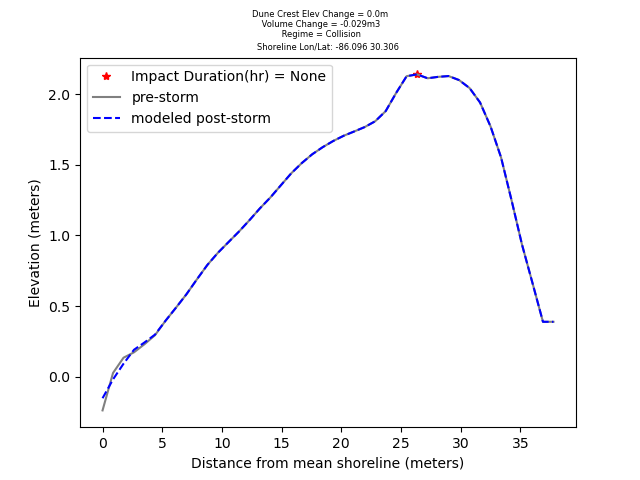 Dune Crest Elev Change = 0.0m
Volume Change = -0.029m3
Regime = Collision
Shoreline Lon/Lat: -86.096 30.306
Impact Duration(hr) = None
pre-storm
modeled post-storm
2.0
1.5
1.0
0.5
0.0
Elevation (meters)
0 5 10 15 20 25 30 35
Distance from mean shoreline (meters)